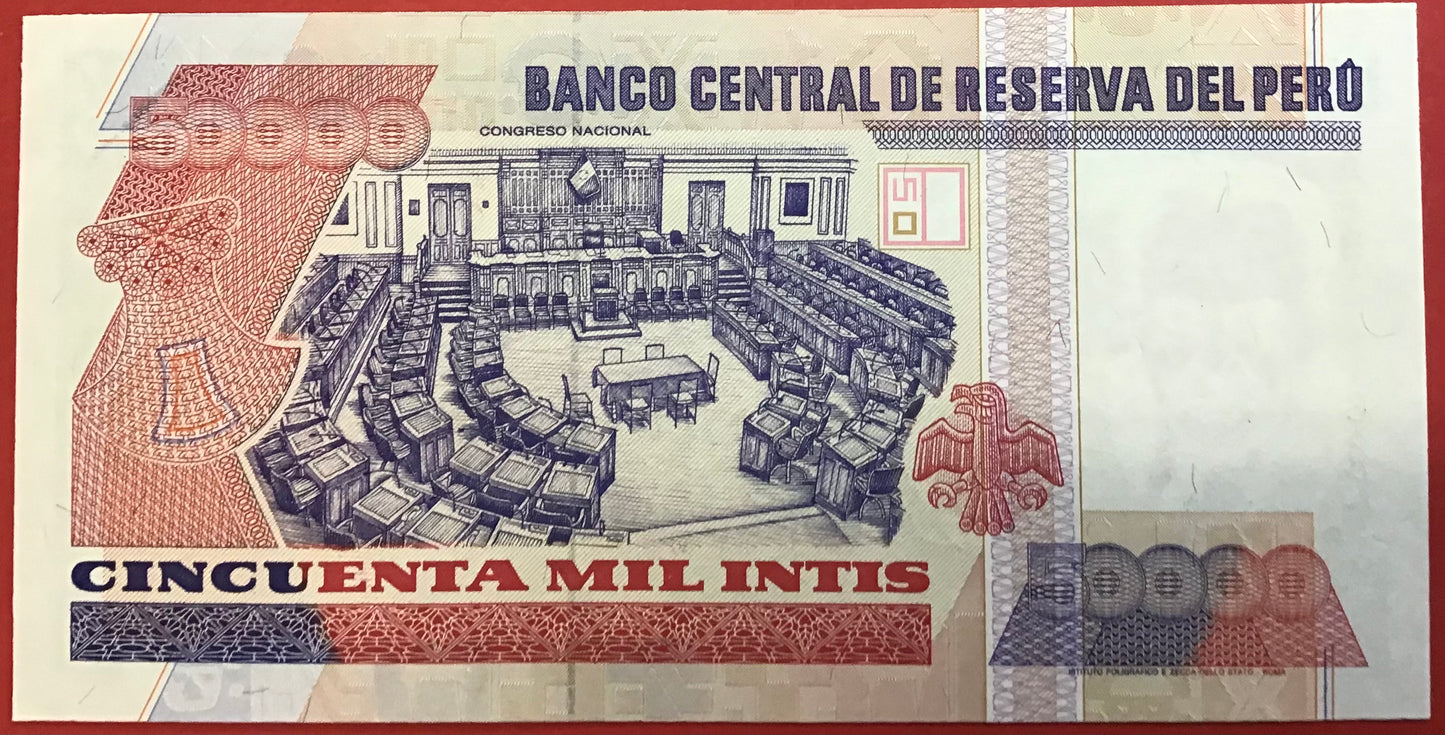 BANCO CENTRAL DE RESERVA DEL PERÚ
CONGRESO NACIONAL
50000
50
CINCUENTA MIL INTIS
50000
ISTITUTO POLIGRAFICO E ZECCA DELLO STATO - ROMA